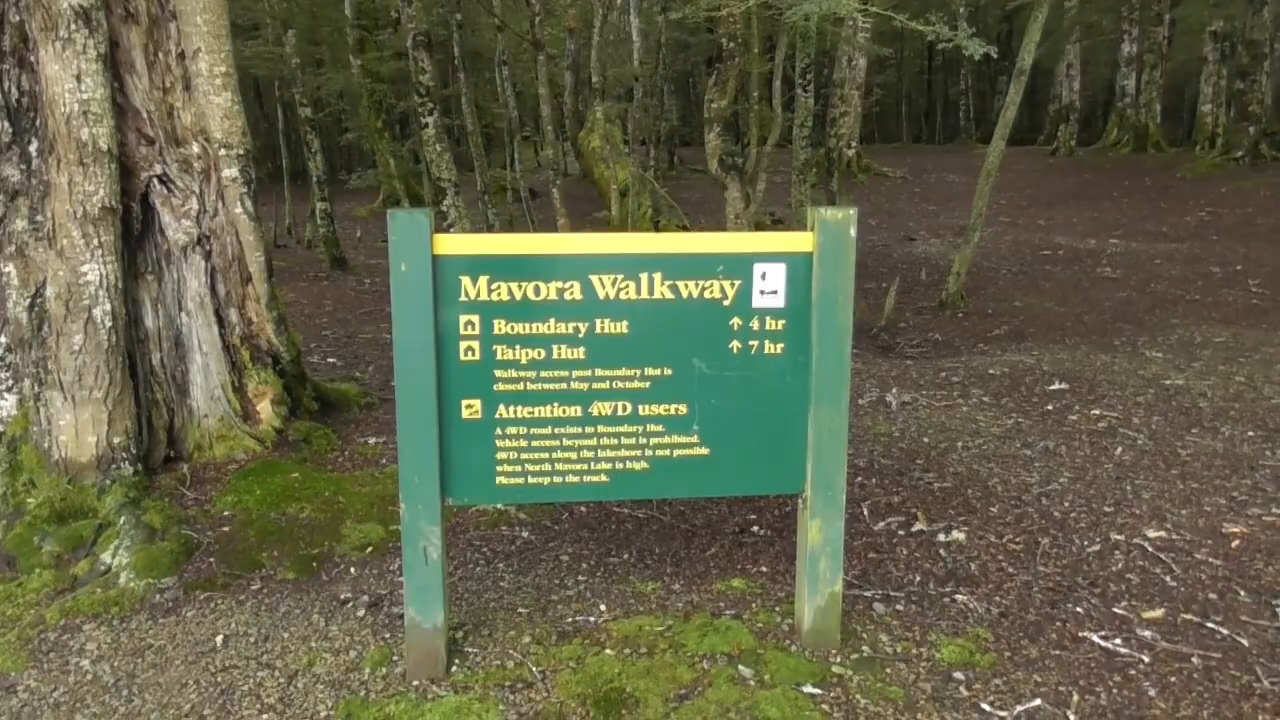 Mavora Walkway
Boundary Hut ↑ 4 hr
Taipo Hut ↑ 7 hr
Walkway access past Boundary Hut is
closed between May and October
Attention 4WD users
A 4WD road exists to Boundary Hut.
Vehicle access beyond this hut is prohibited.
4WD access along the lakeshore is not possible
when North Mavora Lake is high.
Please keep to the track.